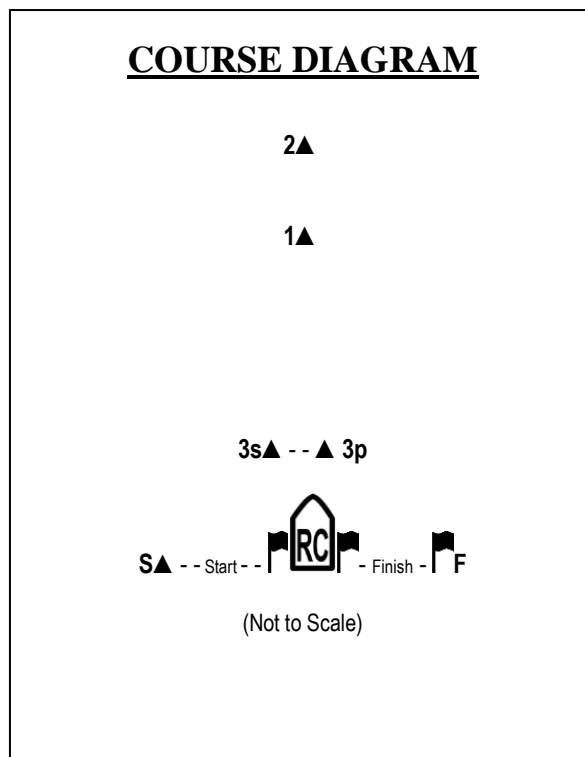 COURSE DIAGRAM
2▲
1▲
3s▲ - - ▲ 3p
RC
S▲ - - Start - - - Finish - F
(Not to Scale)